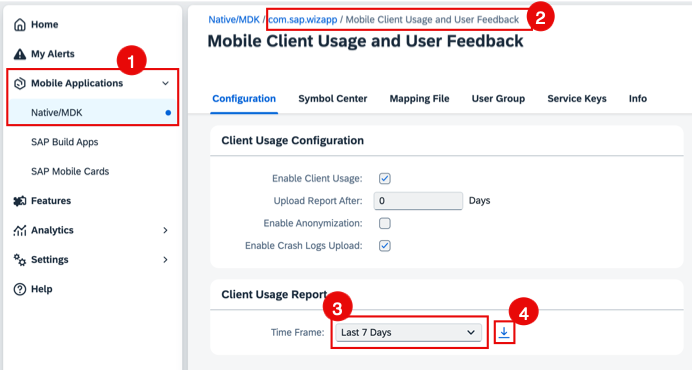 Home
My Alerts
1
Mobile Applications
Native/MDK
SAP Build Apps
SAP Mobile Cards
Features
Analytics
Settings
Help
Native/MDK / com.sap.wizapp / Mobile Client Usage and User Feedback
2
Mobile Client Usage and User Feedback
Configuration Symbol Center Mapping File User Group Service Keys Info
Client Usage Configuration
Enable Client Usage:
Upload Report After: 0 Days
Enable Anonymization:
Enable Crash Logs Upload:
Client Usage Report
3
4
Time Frame: Last 7 Days